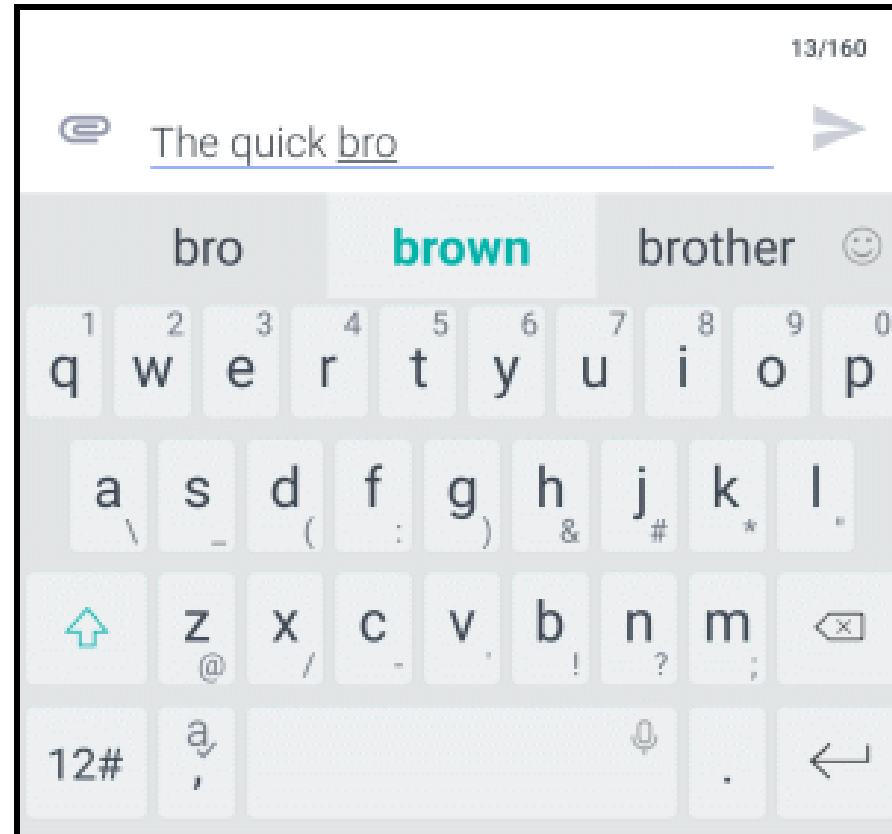 13/160
The quick bro
bro brown brother
1 2 3 4 5 6 7 8 9 0
q w e r t y u i o p
a s d f g h j k l
\ _ ( : ) & # * "
z x c v b n m
@ / - ' ! ? ;
12# a , .